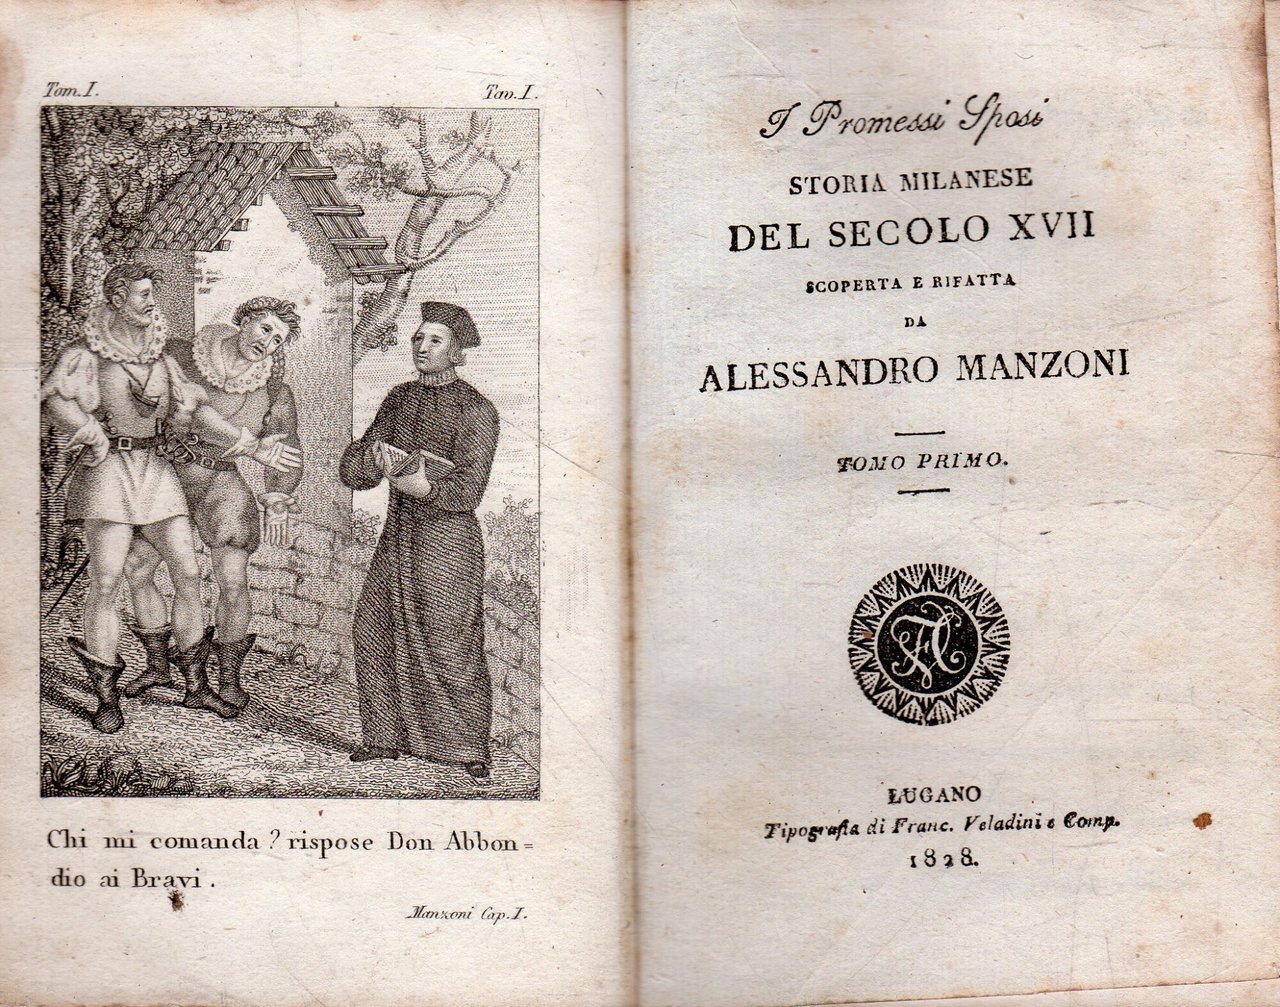 Tom. I.
Tav. I.
Chi mi comanda? rispose Don Abbon=
dio ai Bravi.
Manzoni Cap. I.
I Promessi Sposi
STORIA MILANESE
DEL SECOLO XVII
SCOPERTA E RIFATTA
DA
ALESSANDRO MANZONI
TOMO PRIMO.
LUGANO
Tipografia di Franc. Veladini e Comp.
1828.